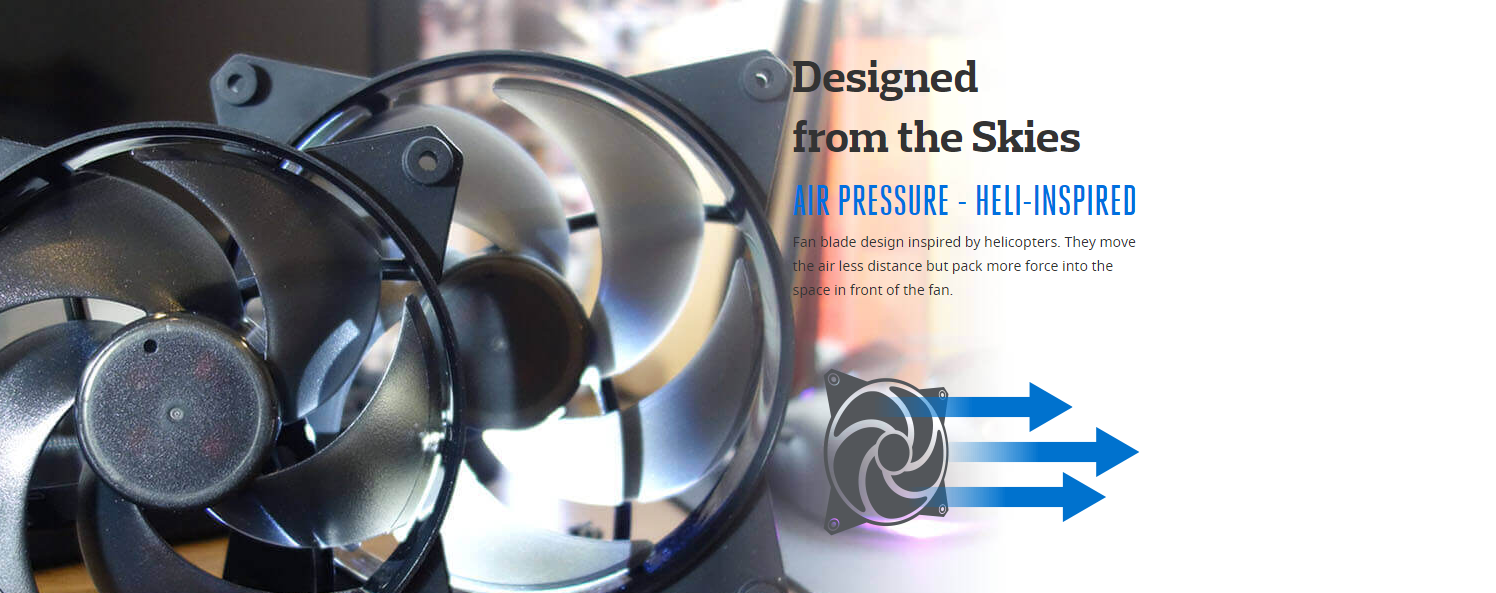 Designed
from the Skies
AIR PRESSURE - HELI-INSPIRED
Fan blade design inspired by helicopters. They move
the air less distance but pack more force into the
space in front of the fan.